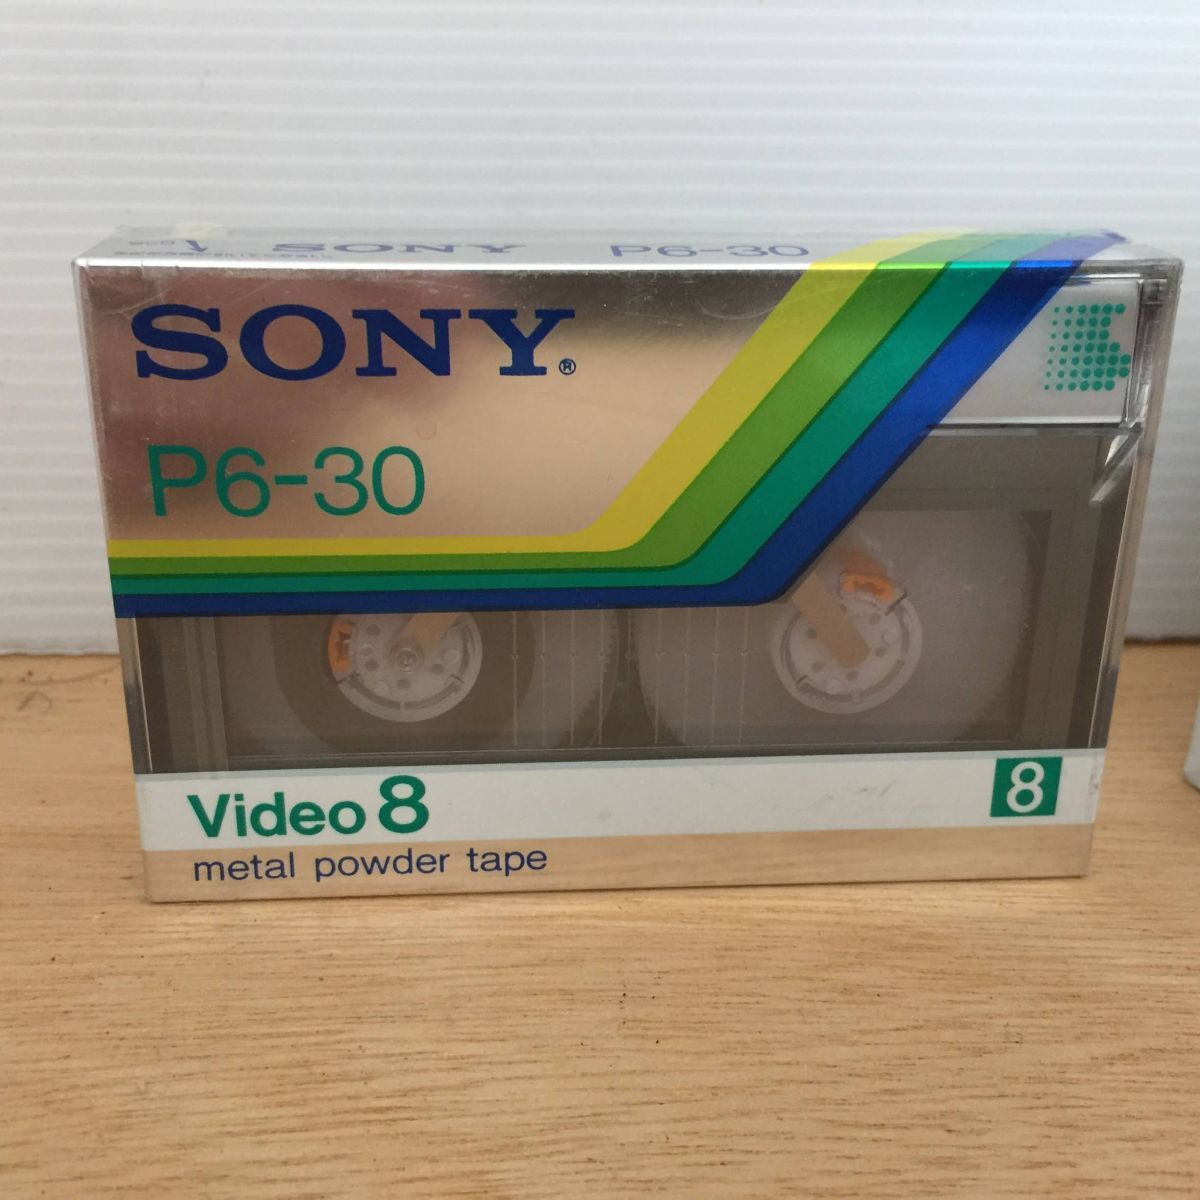 SONY P6-30
SONY®
P6-30
Video 8
8
metal powder tape